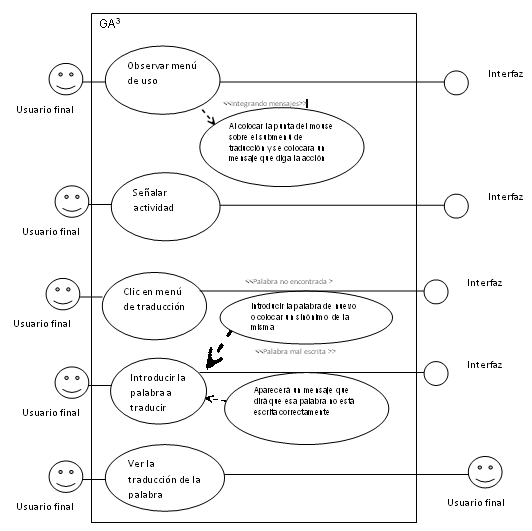 GA³
Observar menú
de uso
Interfaz
Usuario final
<<Integrando mensajes>>
Al colocar la punta del mouse
sobre el submenú de
traducción y se colocara un
mensaje que diga la acción
Señalar
actividad
Interfaz
Usuario final
<<Palabra no encontrada >
Interfaz
Clic en menú
de traducción
Introducir la palabra de nuevo
o colocar un sinónimo de la
misma
Usuario final
<<Palabra mal escrita >>
Interfaz
Introducir la
palabra a
traducir
Aparecerá un mensaje que
dirá que esa palabra no está
escrita correctamente
Usuario final
Ver la
traducción de la
palabra
Usuario final
Usuario final